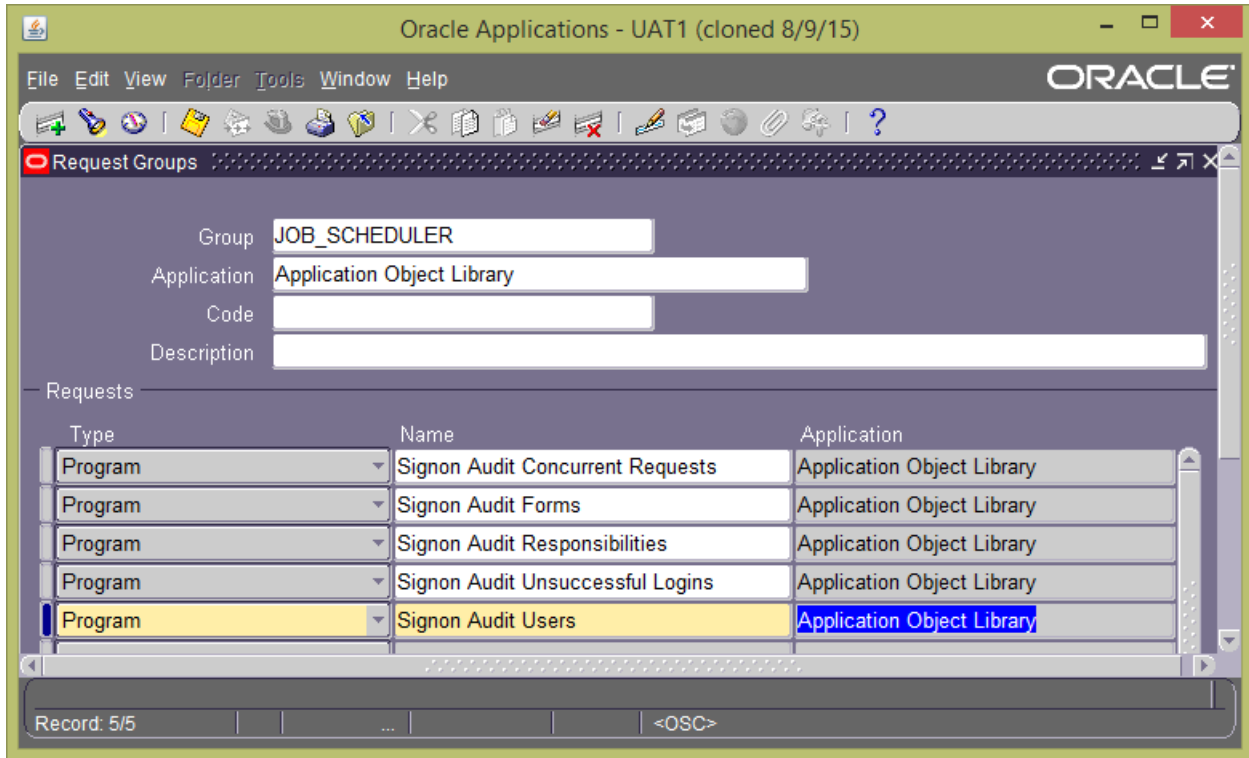 Oracle Applications - UAT1 (cloned 8/9/15)
File Edit View Folder Tools Window Help ORACLE
Request Groups
Group JOB_SCHEDULER
Application Application Object Library
Code
Description
Requests
Type Name Application
Program Signon Audit Concurrent Requests Application Object Library
Program Signon Audit Forms Application Object Library
Program Signon Audit Responsibilities Application Object Library
Program Signon Audit Unsuccessful Logins Application Object Library
Program Signon Audit Users Application Object Library
Record: 5/5 ... <OSC>